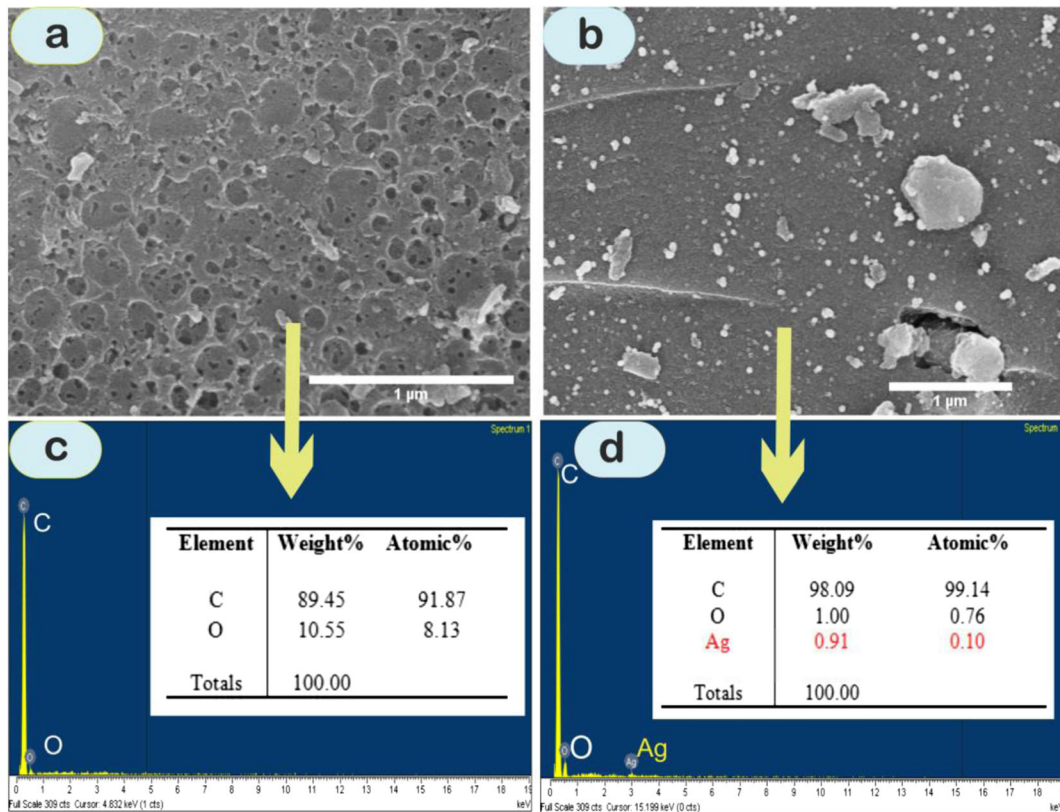 a
b
1 µm
1 µm
c
Spectrum 1
C
C
Element Weight% Atomic%
C 89.45 91.87
O 10.55 8.13
Totals 100.00
O
O
0 1 2 3 4 5 6 7 8 9 10 11 12 13 14 15 16 17 18 19
Full Scale 309 cts Cursor: 4.832 keV (1 cts) keV
d
Spectrum
C
C
Element Weight% Atomic%
C 98.09 99.14
O 1.00 0.76
Ag 0.91 0.10
Totals 100.00
O
O
Ag
Ag
0 1 2 3 4 5 6 7 8 9 10 11 12 13 14 15 16 17 18
Full Scale 309 cts Cursor: 15.199 keV (0 cts) keV